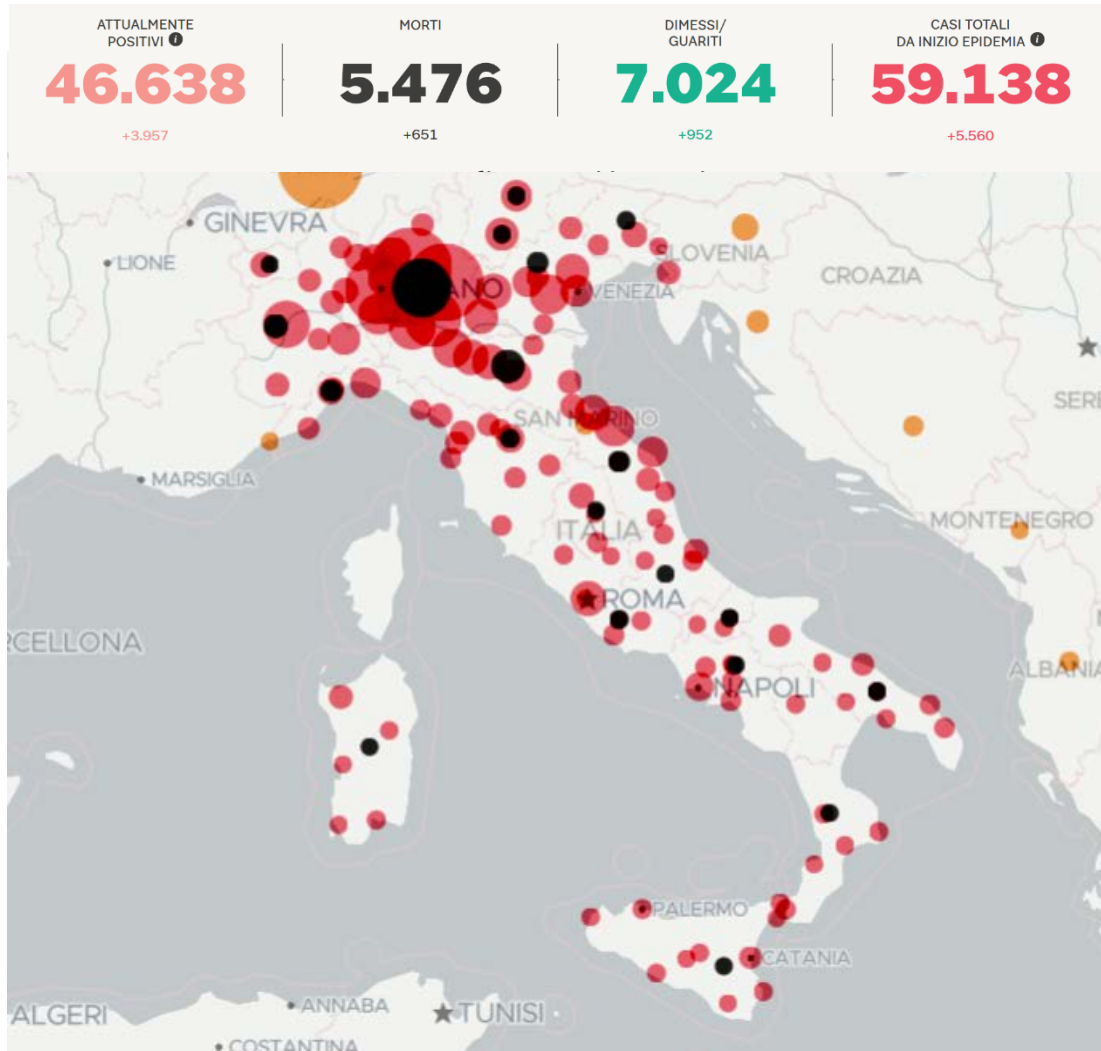 ATTUALMENTE
POSITIVI
46.638
+3.957
MORTI
5.476
+651
DIMESSI/
GUARITI
7.024
+952
CASI TOTALI
DA INIZIO EPIDEMIA
59.138
+5.560
GINEVRA
LIONE
SLOVENIA
CROAZIA
ANO
VENEZIA
SERB
SAN MARINO
MARSIGLIA
MONTENEGRO
ITALIA
ROMA
RCELLONA
ALBANIA
NAPOLI
PALERMO
CATANIA
ALGERI
ANNABA
TUNISI
COSTANTINA